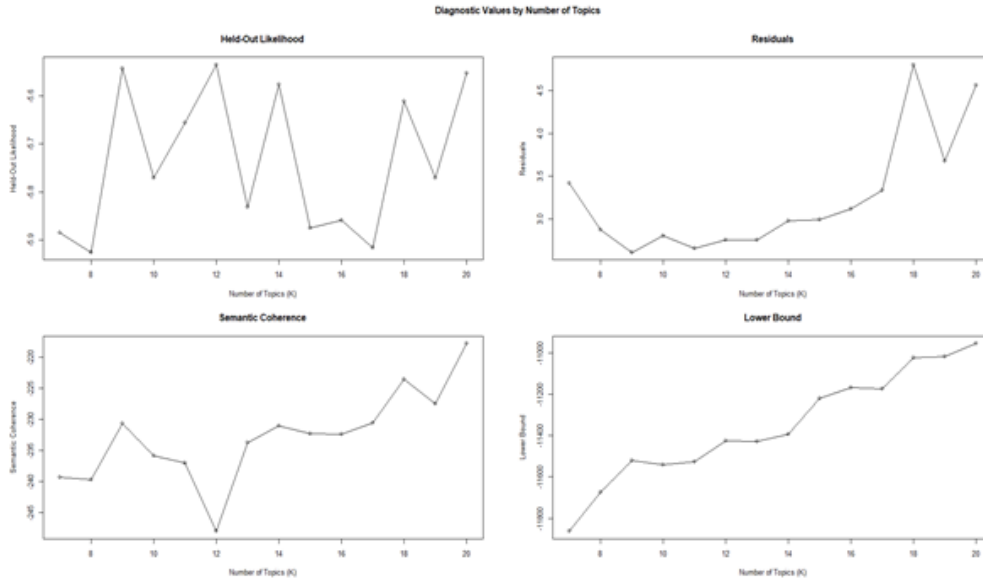 Diagnostic Values by Number of Topics
Held-Out Likelihood
Held-Out Likelihood
-5.6
-5.7
-5.8
-5.9
8 10 12 14 16 18 20
Number of Topics (K)
Residuals
Residuals
4.5
4.0
3.5
3.0
8 10 12 14 16 18 20
Number of Topics (K)
Semantic Coherence
Semantic Coherence
-220
-225
-230
-235
-240
-245
8 10 12 14 16 18 20
Number of Topics (K)
Lower Bound
Lower Bound
-11000
-11200
-11400
-11600
-11800
8 10 12 14 16 18 20
Number of Topics (K)